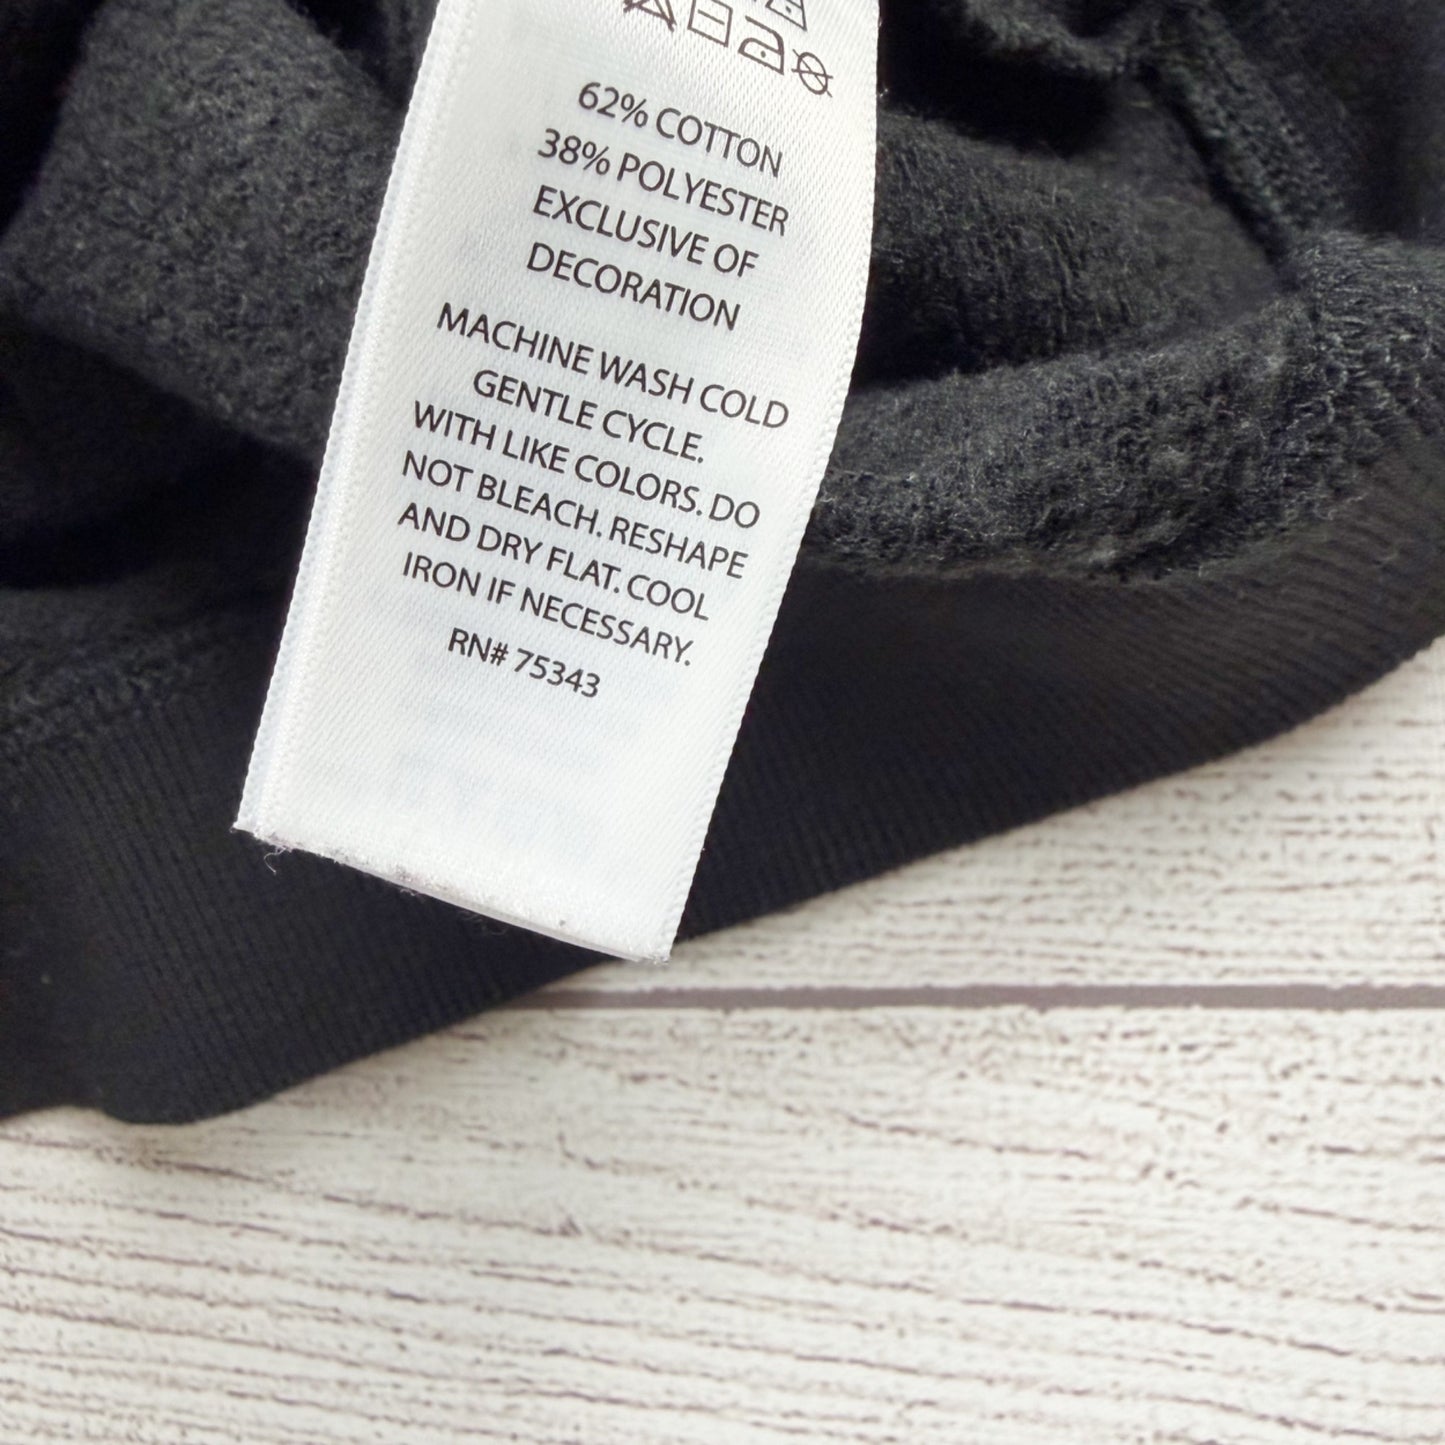 62% COTTON
38% POLYESTER
EXCLUSIVE OF
DECORATION
MACHINE WASH COLD
GENTLE CYCLE.
WITH LIKE COLORS. DO
NOT BLEACH. RESHAPE
AND DRY FLAT. COOL
IRON IF NECESSARY.
RN# 75343